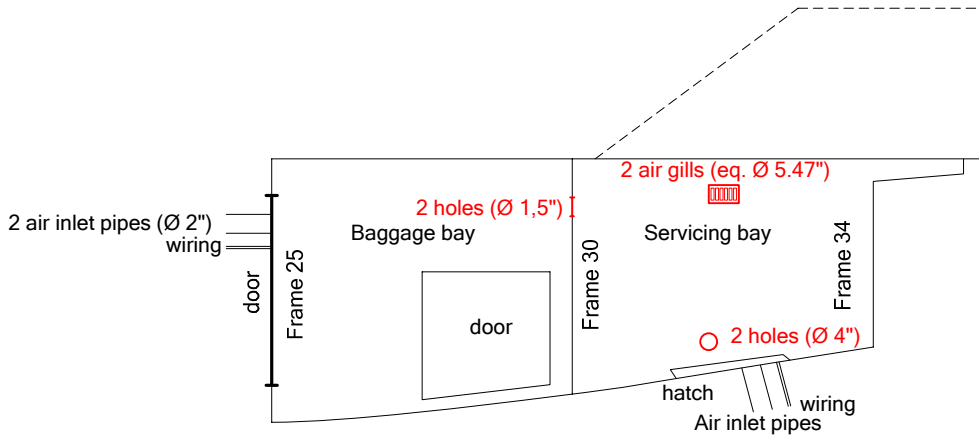 2 air gills (eq. Ø 5.47")
2 holes (Ø 1,5")
2 air inlet pipes (Ø 2")
Baggage bay
Servicing bay
wiring
door
Frame 25
Frame 30
Frame 34
door
2 holes (Ø 4")
hatch
wiring
Air inlet pipes